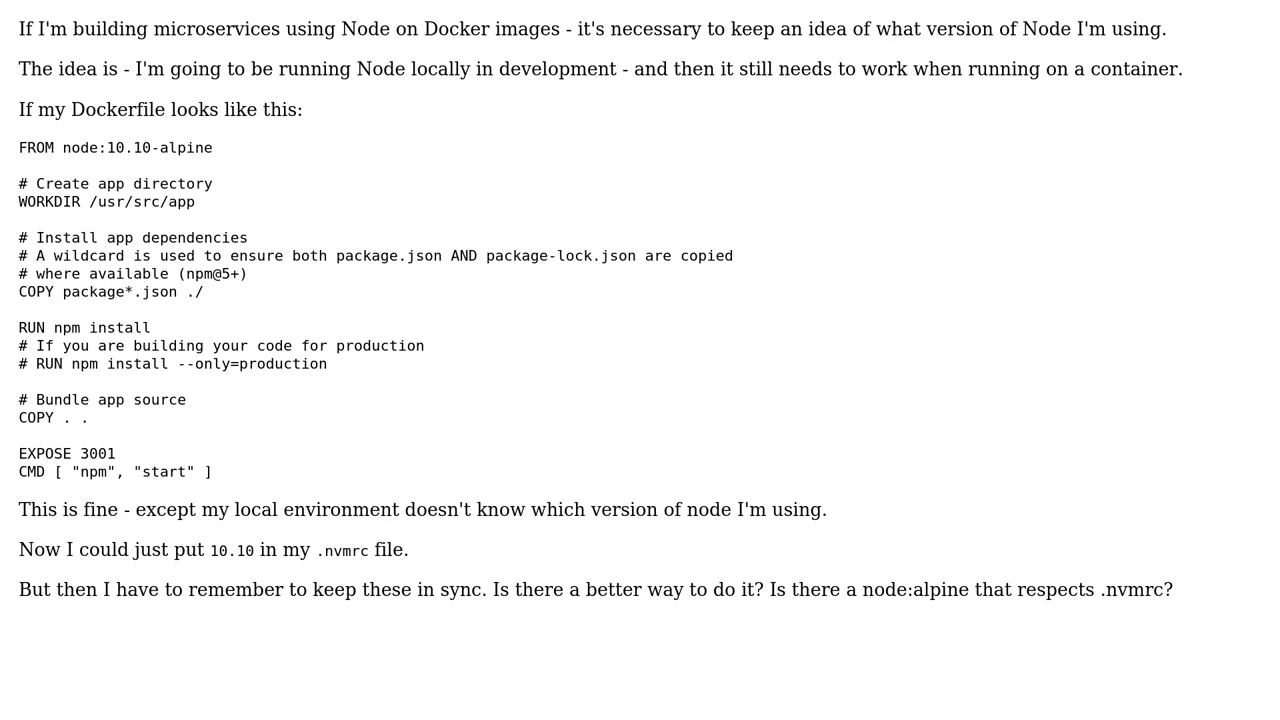 If I'm building microservices using Node on Docker images - it's necessary to keep an idea of what version of Node I'm using.
The idea is - I'm going to be running Node locally in development - and then it still needs to work when running on a container.
If my Dockerfile looks like this:
FROM node:10.10-alpine
# Create app directory
WORKDIR /usr/src/app
# Install app dependencies
# A wildcard is used to ensure both package.json AND package-lock.json are copied
# where available (npm@5+)
COPY package*.json ./
RUN npm install
# If you are building your code for production
# RUN npm install --only=production
# Bundle app source
COPY . .
EXPOSE 3001
CMD [ "npm", "start" ]
This is fine - except my local environment doesn't know which version of node I'm using.
Now I could just put 10.10 in my .nvmrc file.
But then I have to remember to keep these in sync. Is there a better way to do it? Is there a node:alpine that respects .nvmrc?